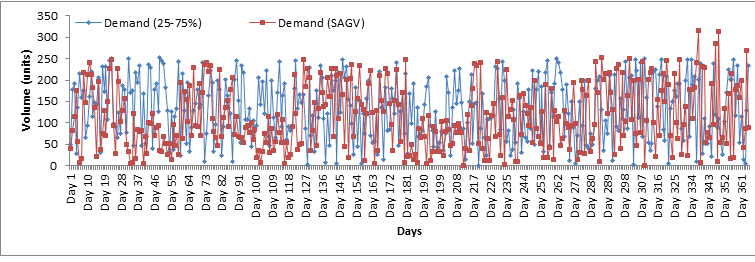 Demand (25-75%) Demand (SAGV)
Volume (units)
350
300
250
200
150
100
50
0
Day 1 Day 10 Day 19 Day 28 Day 37 Day 46 Day 55 Day 64 Day 73 Day 82 Day 91 Day 100 Day 109 Day 118 Day 127 Day 136 Day 145 Day 154 Day 163 Day 172 Day 181 Day 190 Day 199 Day 208 Day 217 Day 226 Day 235 Day 244 Day 253 Day 262 Day 271 Day 280 Day 289 Day 298 Day 307 Day 316 Day 325 Day 334 Day 343 Day 352 Day 361
Days